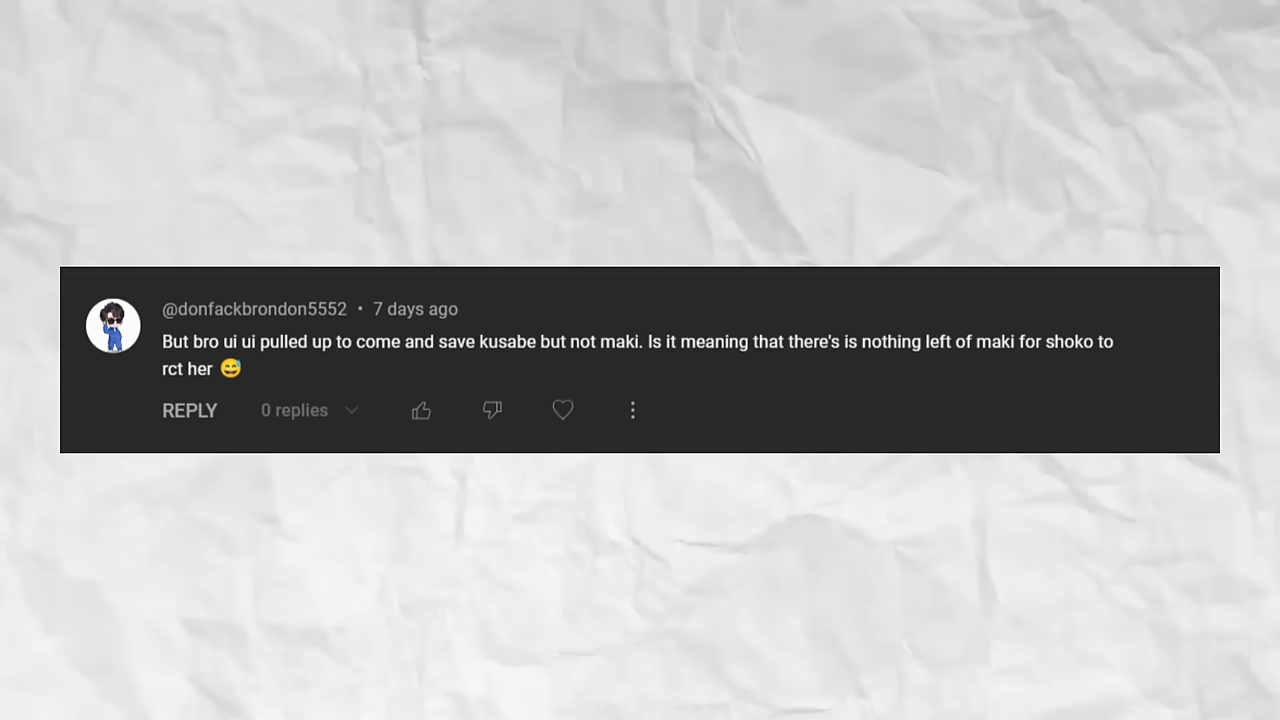 @donfackbrondon5552 • 7 days ago
But bro ui ui pulled up to come and save kusabe but not maki. Is it meaning that there's is nothing left of maki for shoko to
rct her 😅
REPLY 0 replies